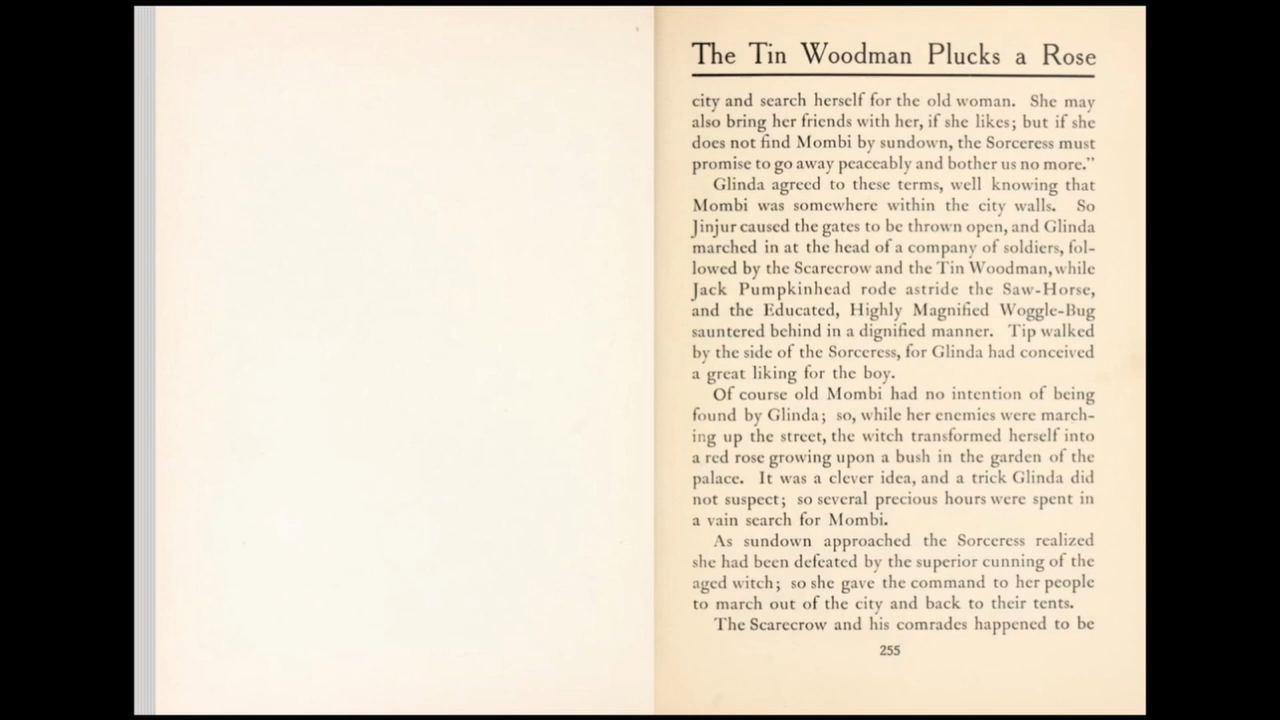 The Tin Woodman Plucks a Rose
city and search herself for the old woman. She may
also bring her friends with her, if she likes; but if she
does not find Mombi by sundown, the Sorceress must
promise to go away peaceably and bother us no more.”
Glinda agreed to these terms, well knowing that
Mombi was somewhere within the city walls. So
Jinjur caused the gates to be thrown open, and Glinda
marched in at the head of a company of soldiers, fol-
lowed by the Scarecrow and the Tin Woodman, while
Jack Pumpkinhead rode astride the Saw-Horse,
and the Educated, Highly Magnified Woggle-Bug
sauntered behind in a dignified manner. Tip walked
by the side of the Sorceress, for Glinda had conceived
a great liking for the boy.
Of course old Mombi had no intention of being
found by Glinda; so, while her enemies were march-
ing up the street, the witch transformed herself into
a red rose growing upon a bush in the garden of the
palace. It was a clever idea, and a trick Glinda did
not suspect; so several precious hours were spent in
a vain search for Mombi.
As sundown approached the Sorceress realized
she had been defeated by the superior cunning of the
aged witch; so she gave the command to her people
to march out of the city and back to their tents.
The Scarecrow and his comrades happened to be
255